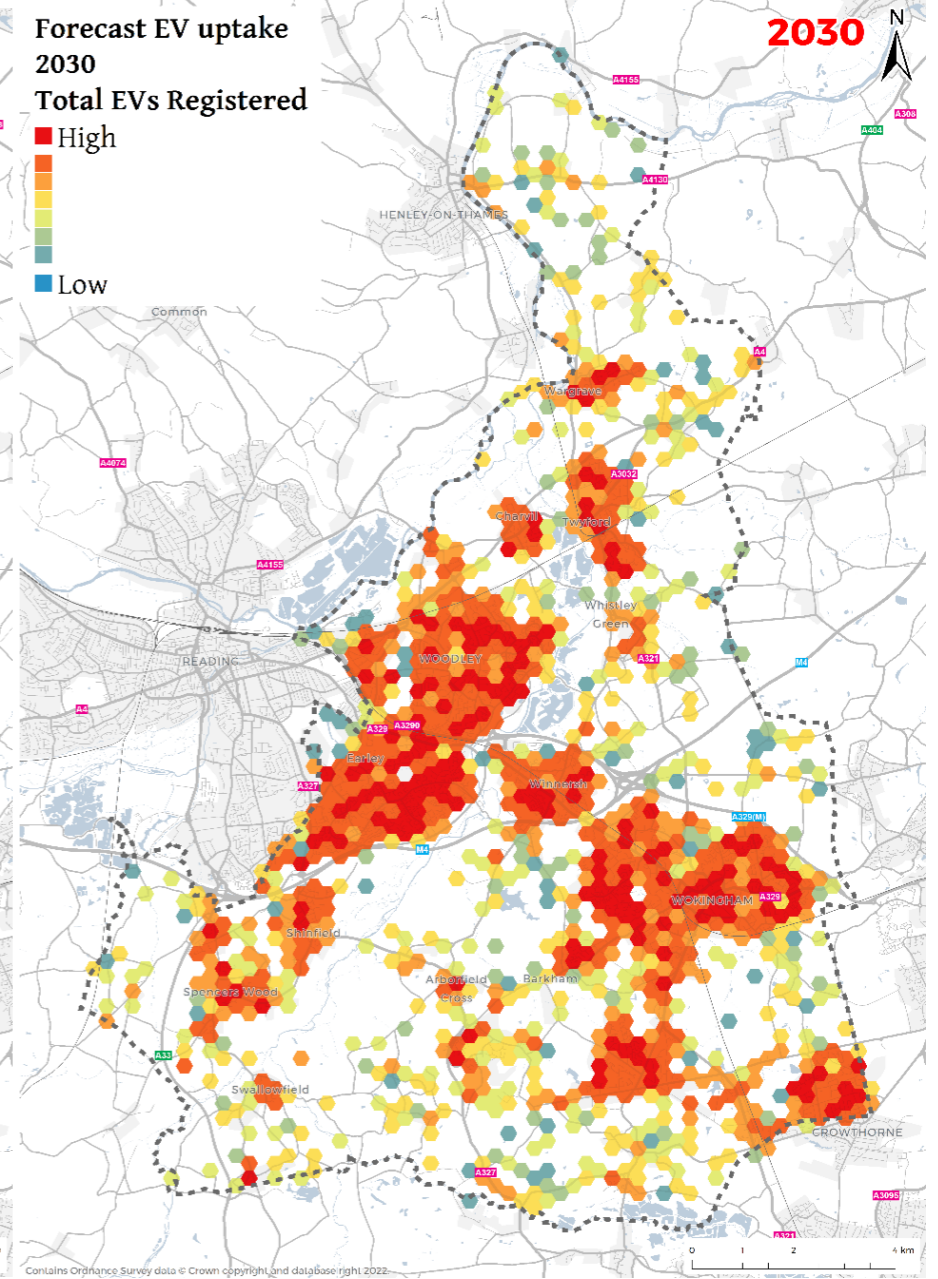 Forecast EV uptake
2030
Total EVs Registered
High
Low
2030
N
A4155
A308
A404
A4130
HENLEY-ON-THAMES
Common
A4
Wargrave
A4074
A3032
Charvil
Twyford
A4155
Whistley
Green
READING
WOODLEY
A321
M4
A4
A329
A3290
Earley
A327
Winnersh
A329(M)
M4
WOKINGHAM
A329
Shinfield
Spencers Wood
Arborfield
Cross
Barkham
A33
Swallowfield
CROWTHORNE
A327
A3095
A321
0 1 2 4 km
Contains Ordnance Survey data © Crown copyright and database right 2022